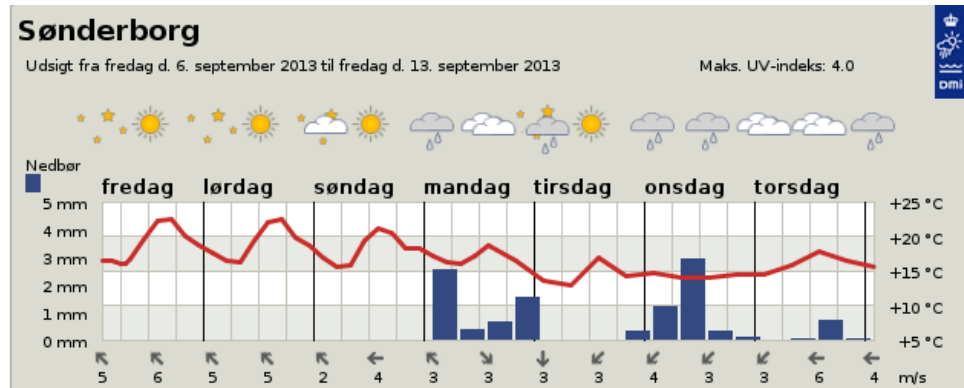 Sønderborg
Udsigt fra fredag d. 6. september 2013 til fredag d. 13. september 2013 Maks. UV-indeks: 4.0
DMI
Nedbør
fredag lørdag søndag mandag tirsdag onsdag torsdag
5 mm +25 °C
4 mm +20 °C
3 mm +15 °C
2 mm
1 mm +10 °C
0 mm +5 °C
5 6 5 5 2 4 3 3 3 3 4 3 3 6 4 m/s